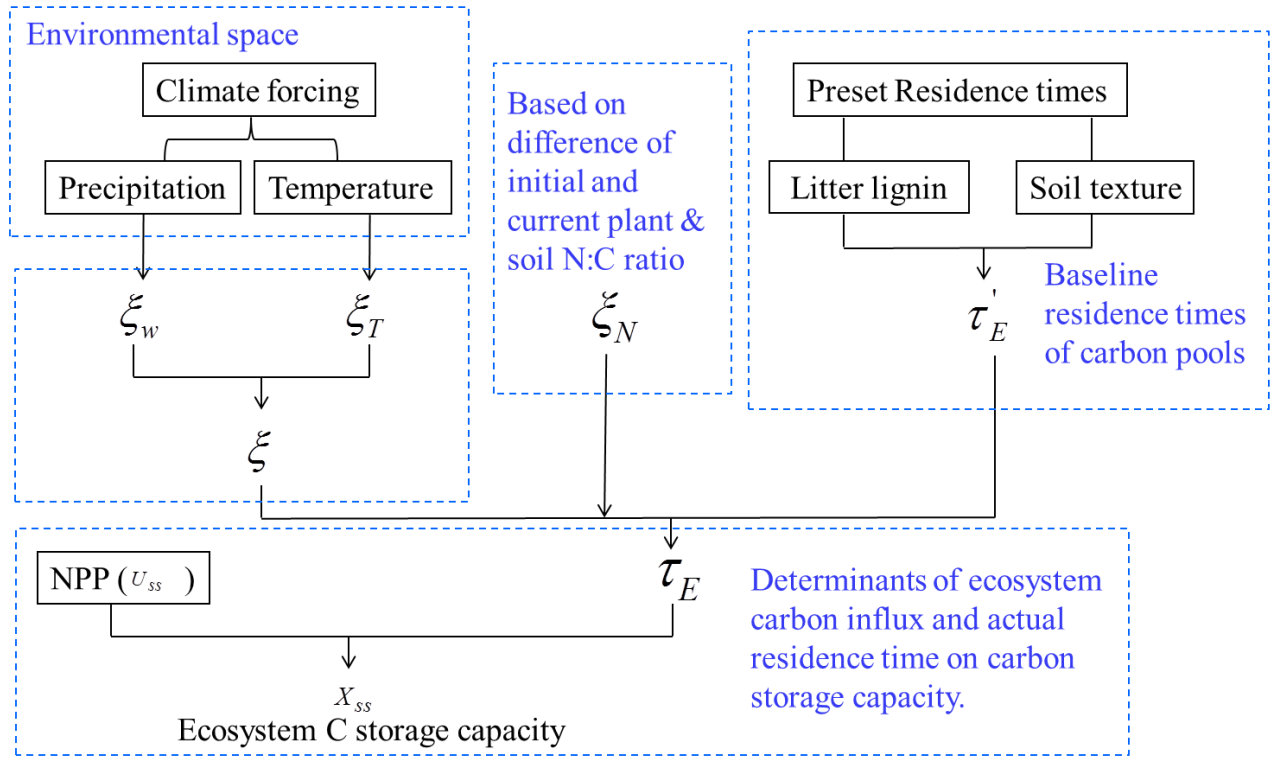 Environmental space
Climate forcing
Precipitation
Temperature
ξw
ξT
ξ
Based on
difference of
initial and
current plant &
soil N:C ratio
ξN
Preset Residence times
Litter lignin
Soil texture
τ'E
Baseline
residence times
of carbon pools
NPP (Uss )
τE
Xss
Ecosystem C storage capacity
Determinants of ecosystem
carbon influx and actual
residence time on carbon
storage capacity.